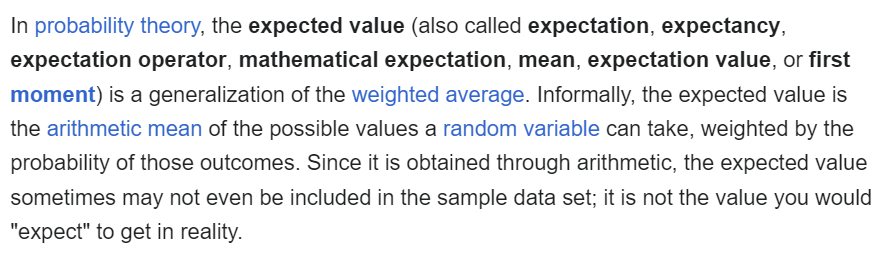 In probability theory, the expected value (also called expectation, expectancy,
expectation operator, mathematical expectation, mean, expectation value, or first
moment) is a generalization of the weighted average. Informally, the expected value is
the arithmetic mean of the possible values a random variable can take, weighted by the
probability of those outcomes. Since it is obtained through arithmetic, the expected value
sometimes may not even be included in the sample data set; it is not the value you would
"expect" to get in reality.